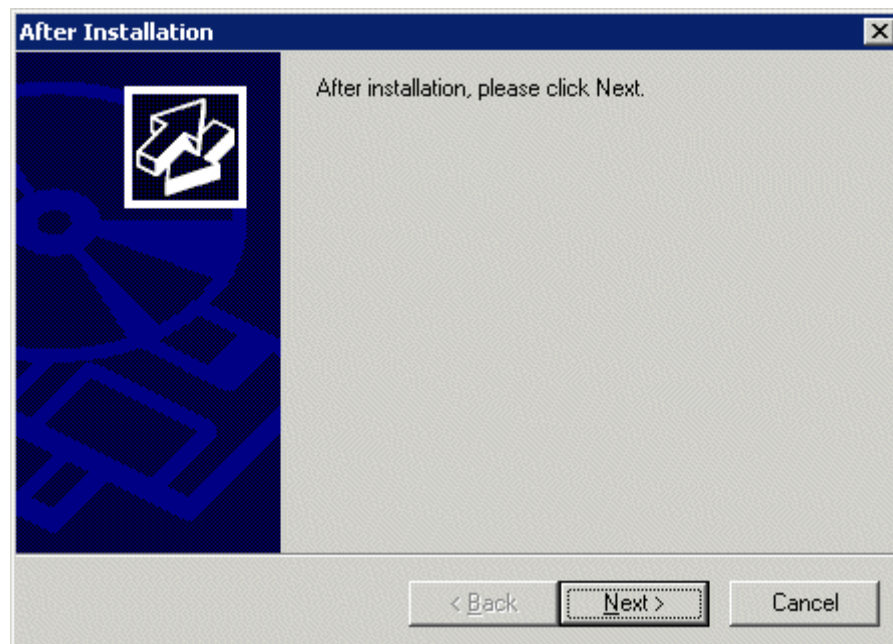 After Installation
After installation, please click Next.
< Back
Next >
Cancel